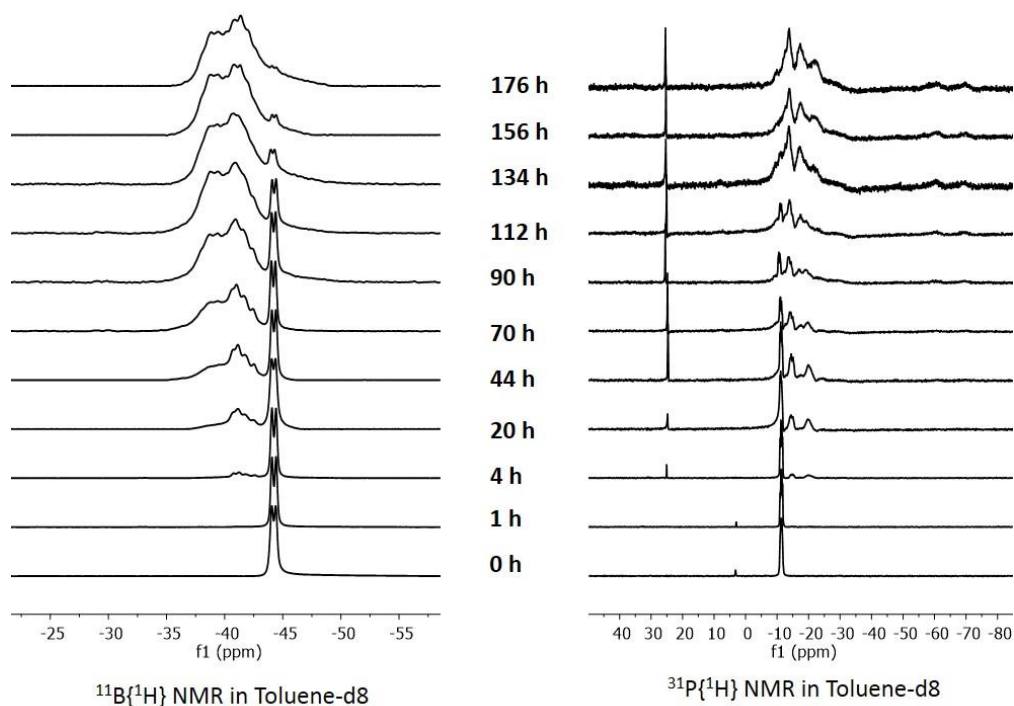 176 h
156 h
134 h
112 h
90 h
70 h
44 h
20 h
4 h
1 h
0 h
-25 -30 -35 -40 -45 -50 -55
f1 (ppm)
¹¹B{¹H} NMR in Toluene-d8
40 30 20 10 0 -10 -20 -30 -40 -50 -60 -70 -80
f1 (ppm)
³¹P{¹H} NMR in Toluene-d8